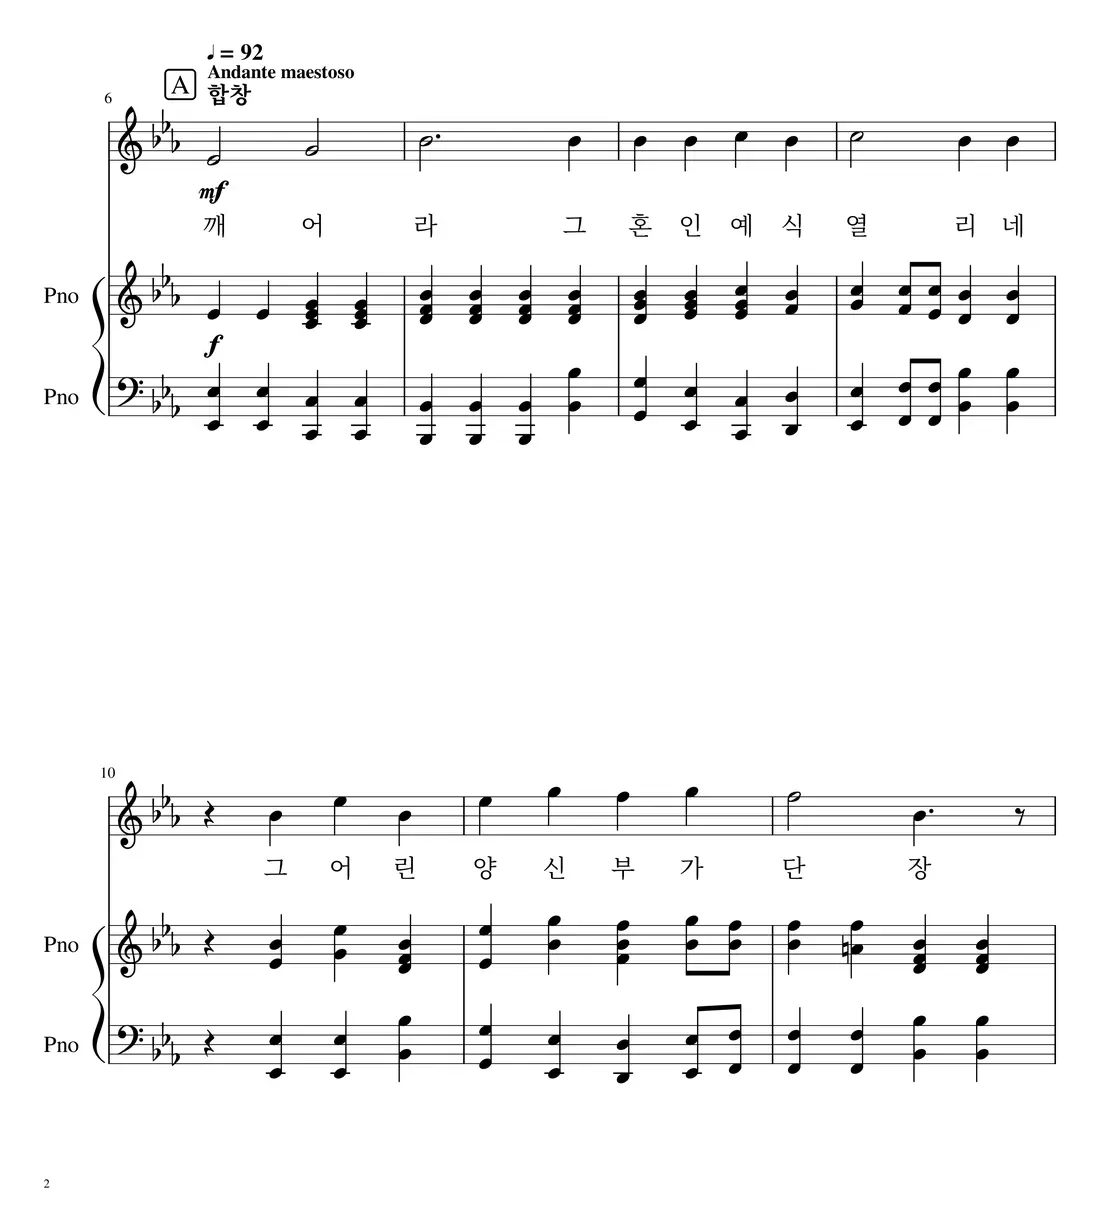 ♩ = 92
Andante maestoso
A
합창
6
mf
깨 어 라 그 혼 인 예 식 열 리 네
Pno
f
Pno
10
그 어 린 양 신 부 가 단 장
Pno
Pno
2